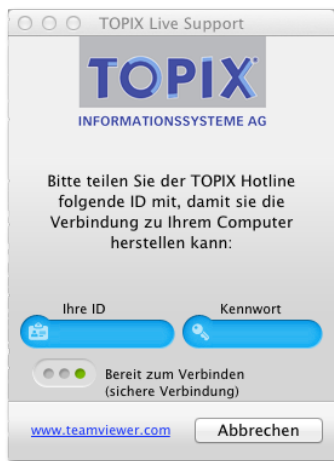 TOPIX Live Support
TOPIX
INFORMATIONSSYSTEME AG
Bitte teilen Sie der TOPIX Hotline
folgende ID mit, damit sie die
Verbindung zu Ihrem Computer
herstellen kann:
Ihre ID
Kennwort
Bereit zum Verbinden
(sichere Verbindung)
www.teamviewer.com
Abbrechen